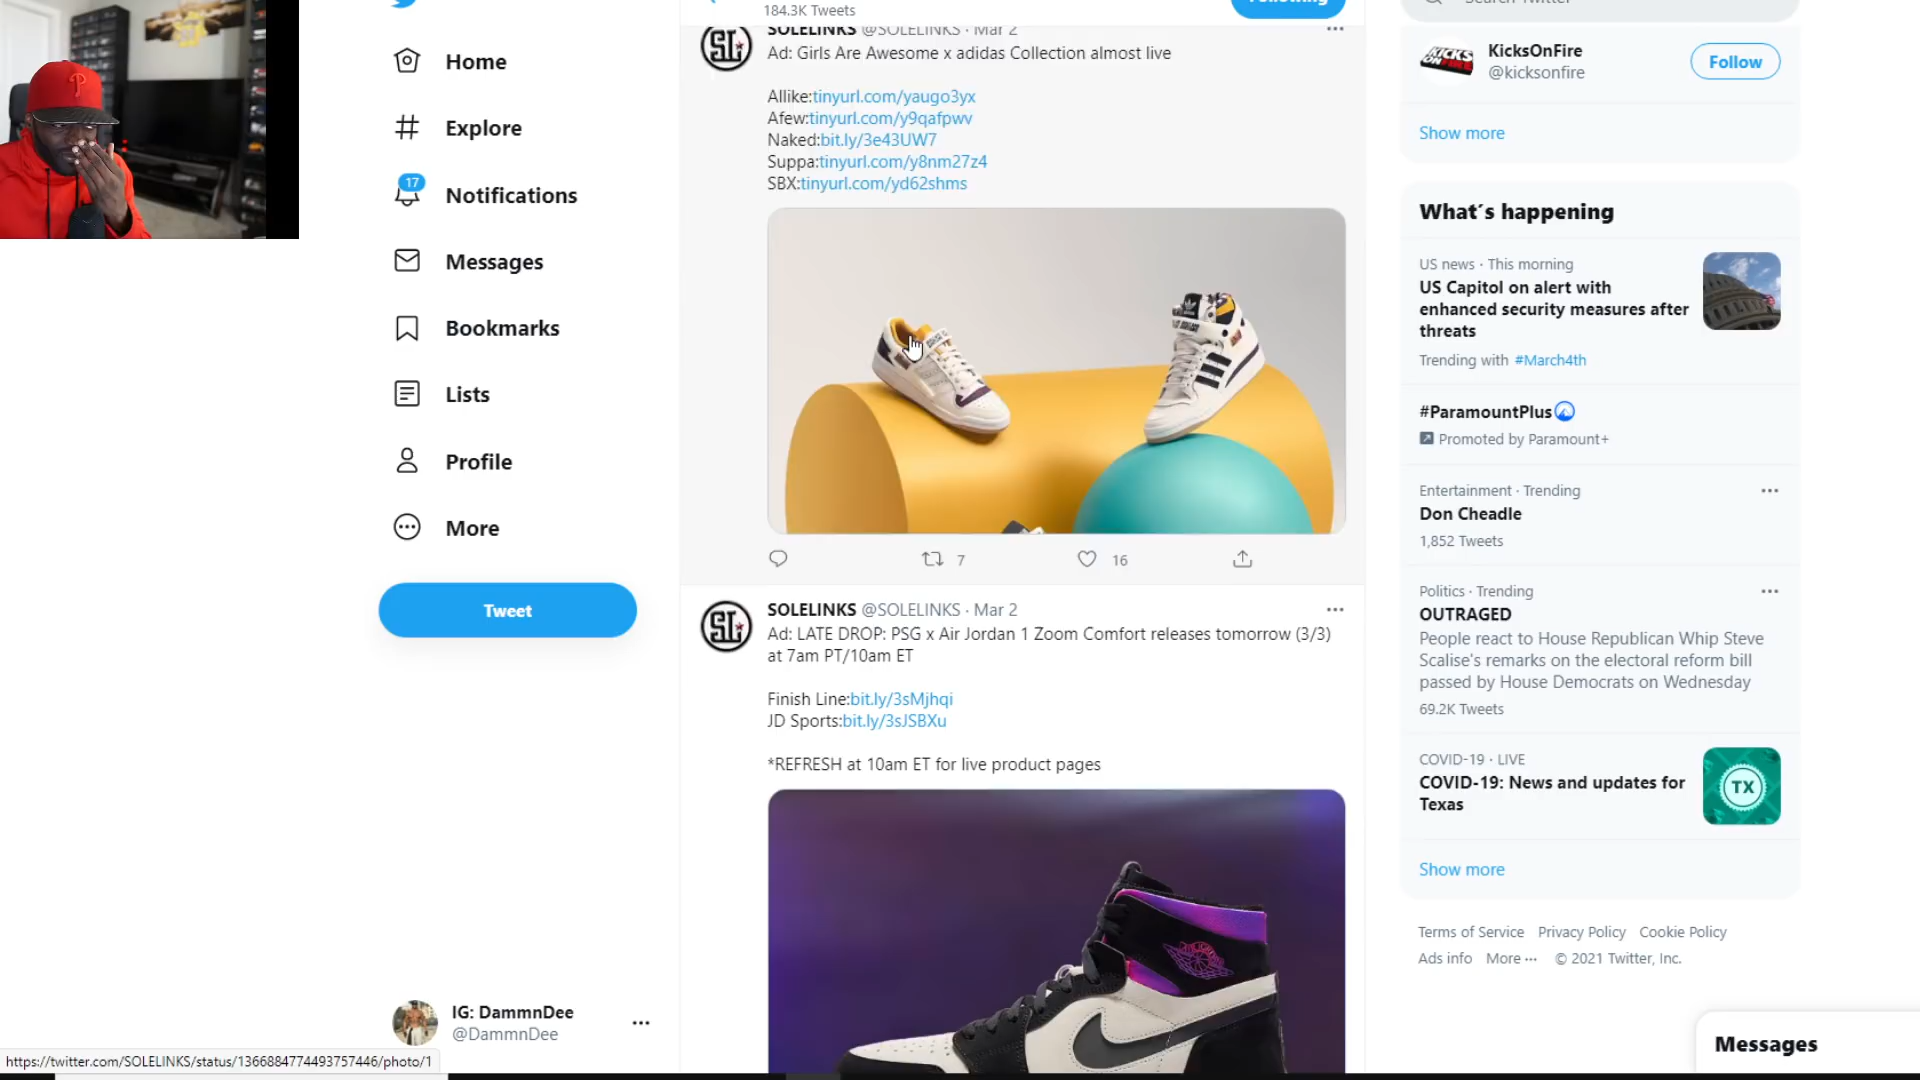 184.3K Tweets
Following
Home
Explore
17
Notifications
Messages
Bookmarks
Lists
Profile
More
Tweet
IG: DammnDee
@DammnDee
https://twitter.com/SOLELINKS/status/1366884774493757446/photo/1
SOLELINKS @SOLELINKS · Mar 2
Ad: Girls Are Awesome x adidas Collection almost live
Allike:tinyurl.com/yaugo3yx
Afew:tinyurl.com/y9qafpwv
Naked:bit.ly/3e43UW7
Suppa:tinyurl.com/y8nm27z4
SBX:tinyurl.com/yd62shms
7
16
SOLELINKS @SOLELINKS · Mar 2
Ad: LATE DROP: PSG x Air Jordan 1 Zoom Comfort releases tomorrow (3/3)
at 7am PT/10am ET
Finish Line:bit.ly/3sMjhqi
JD Sports:bit.ly/3sJSBXu
*REFRESH at 10am ET for live product pages
Search Twitter
KICKS ON FIRE
KicksOnFire
@kicksonfire
Follow
Show more
What's happening
US news · This morning
US Capitol on alert with
enhanced security measures after
threats
Trending with #March4th
#ParamountPlus
Promoted by Paramount+
Entertainment · Trending
Don Cheadle
1,852 Tweets
Politics · Trending
OUTRAGED
People react to House Republican Whip Steve
Scalise's remarks on the electoral reform bill
passed by House Democrats on Wednesday
69.2K Tweets
COVID-19 · LIVE
COVID-19: News and updates for
Texas
TX
Show more
Terms of Service Privacy Policy Cookie Policy
Ads info More ··· © 2021 Twitter, Inc.
Messages